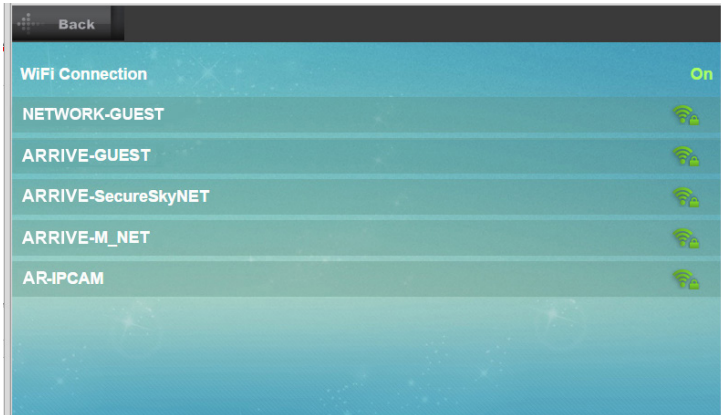 Back
WiFi Connection On
NETWORK-GUEST
ARRIVE-GUEST
ARRIVE-SecureSkyNET
ARRIVE-M_NET
AR-IPCAM